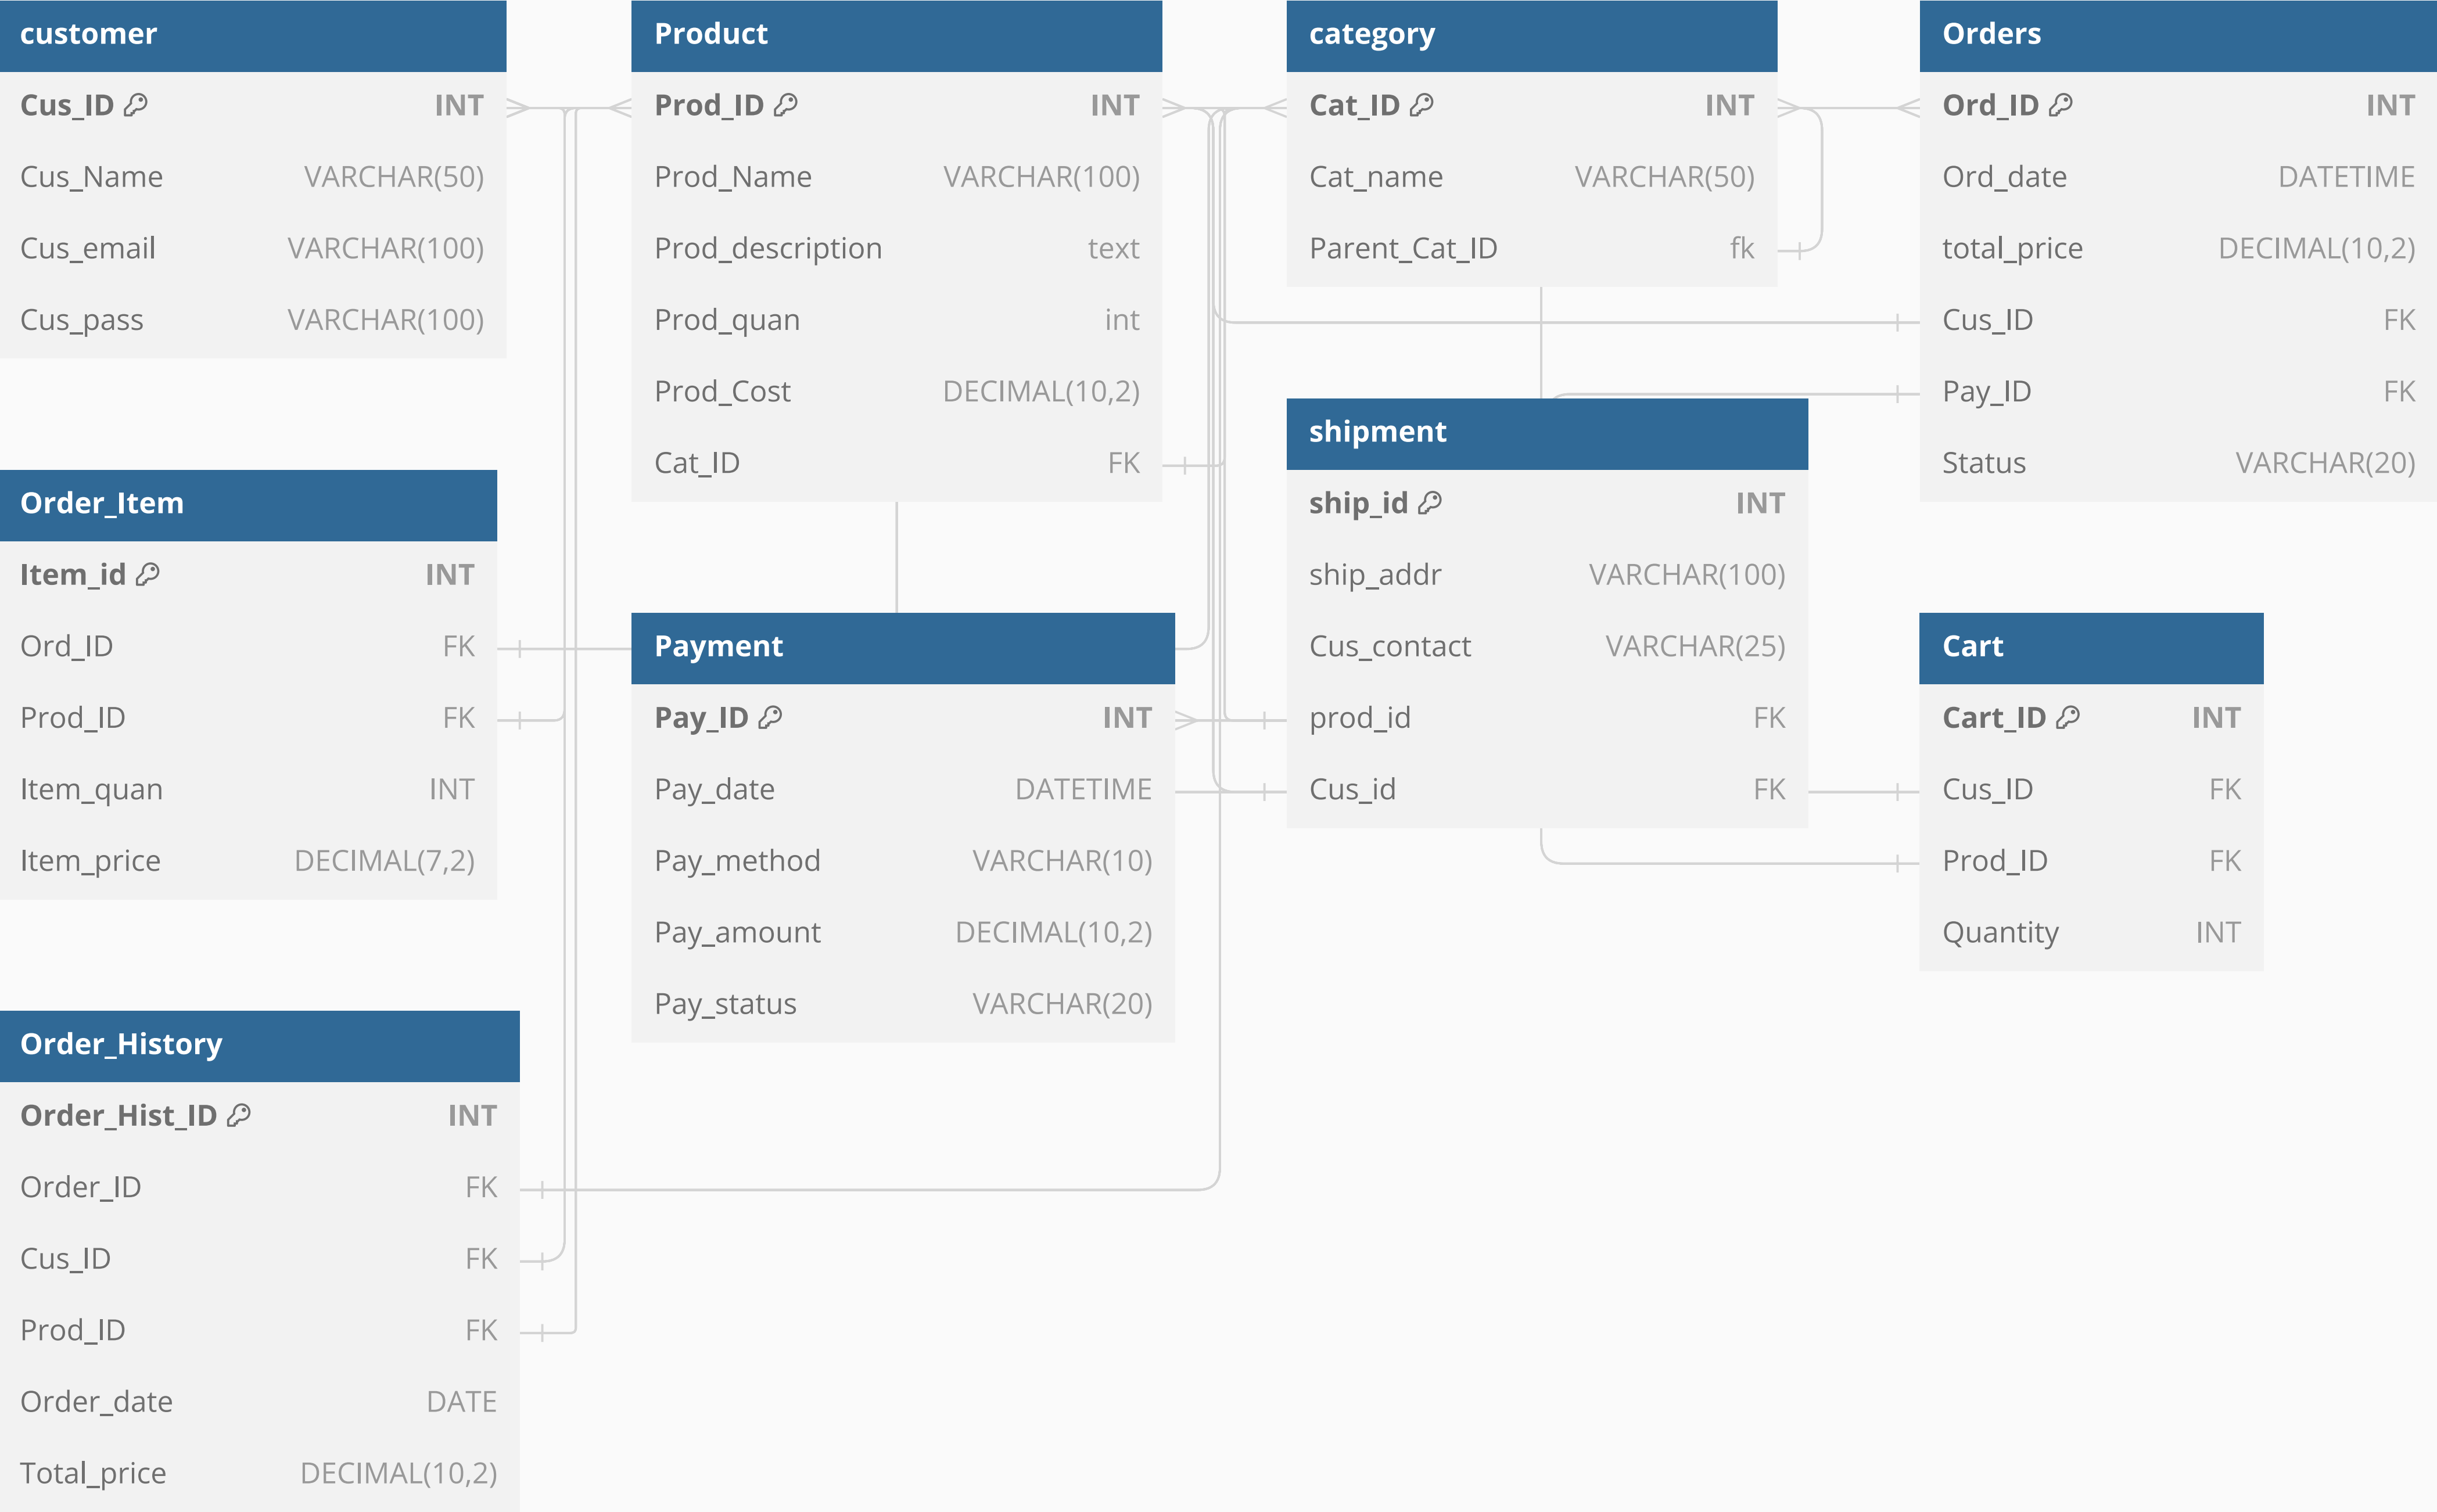 customer
Cus_ID INT
Cus_Name VARCHAR(50)
Cus_email VARCHAR(100)
Cus_pass VARCHAR(100)
Product
Prod_ID INT
Prod_Name VARCHAR(100)
Prod_description text
Prod_quan int
Prod_Cost DECIMAL(10,2)
Cat_ID FK
category
Cat_ID INT
Cat_name VARCHAR(50)
Parent_Cat_ID fk
Orders
Ord_ID INT
Ord_date DATETIME
total_price DECIMAL(10,2)
Cus_ID FK
Pay_ID FK
Status VARCHAR(20)
Order_Item
Item_id INT
Ord_ID FK
Prod_ID FK
Item_quan INT
Item_price DECIMAL(7,2)
Payment
Pay_ID INT
Pay_date DATETIME
Pay_method VARCHAR(10)
Pay_amount DECIMAL(10,2)
Pay_status VARCHAR(20)
shipment
ship_id INT
ship_addr VARCHAR(100)
Cus_contact VARCHAR(25)
prod_id FK
Cus_id FK
Cart
Cart_ID INT
Cus_ID FK
Prod_ID FK
Quantity INT
Order_History
Order_Hist_ID INT
Order_ID FK
Cus_ID FK
Prod_ID FK
Order_date DATE
Total_price DECIMAL(10,2)